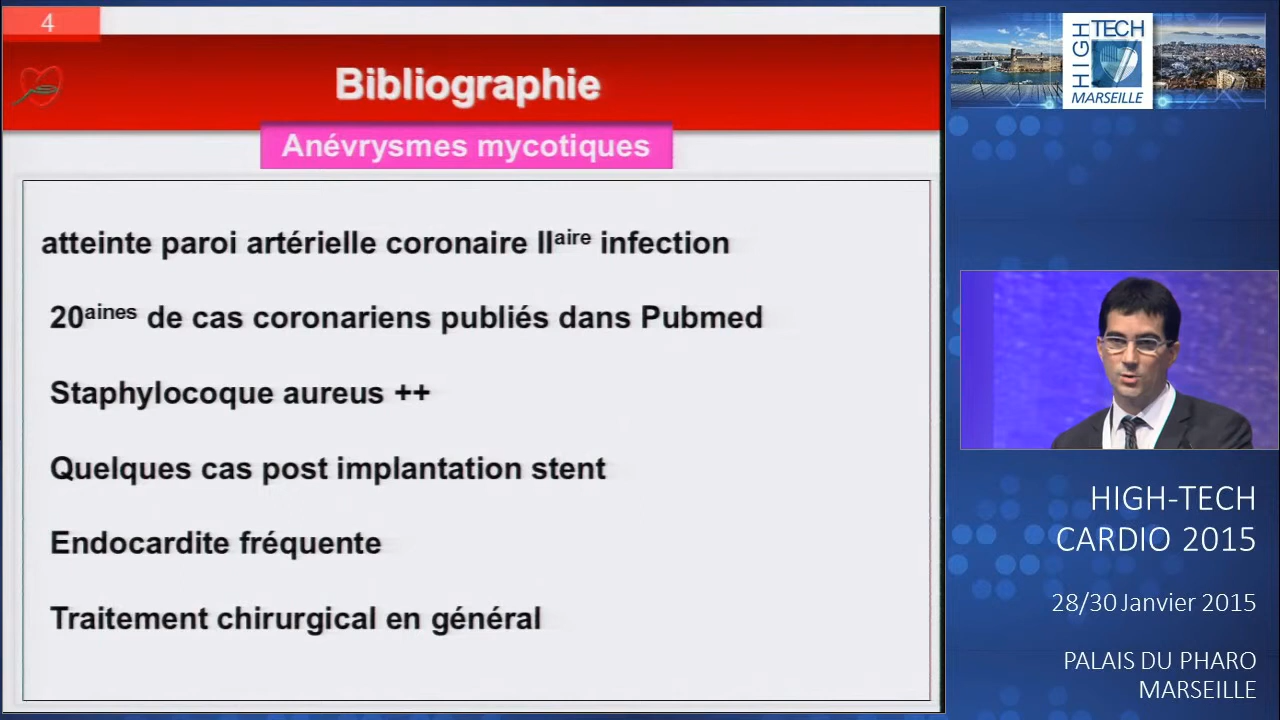 4
Bibliographie
Anévrysmes mycotiques
atteinte paroi artérielle coronaire IIaire infection
20aines de cas coronariens publiés dans Pubmed
Staphylocoque aureus ++
Quelques cas post implantation stent
Endocardite fréquente
Traitement chirurgical en général
HIGH
TECH
MARSEILLE
HIGH-TECH
CARDIO 2015
28/30 Janvier 2015
PALAIS DU PHARO
MARSEILLE